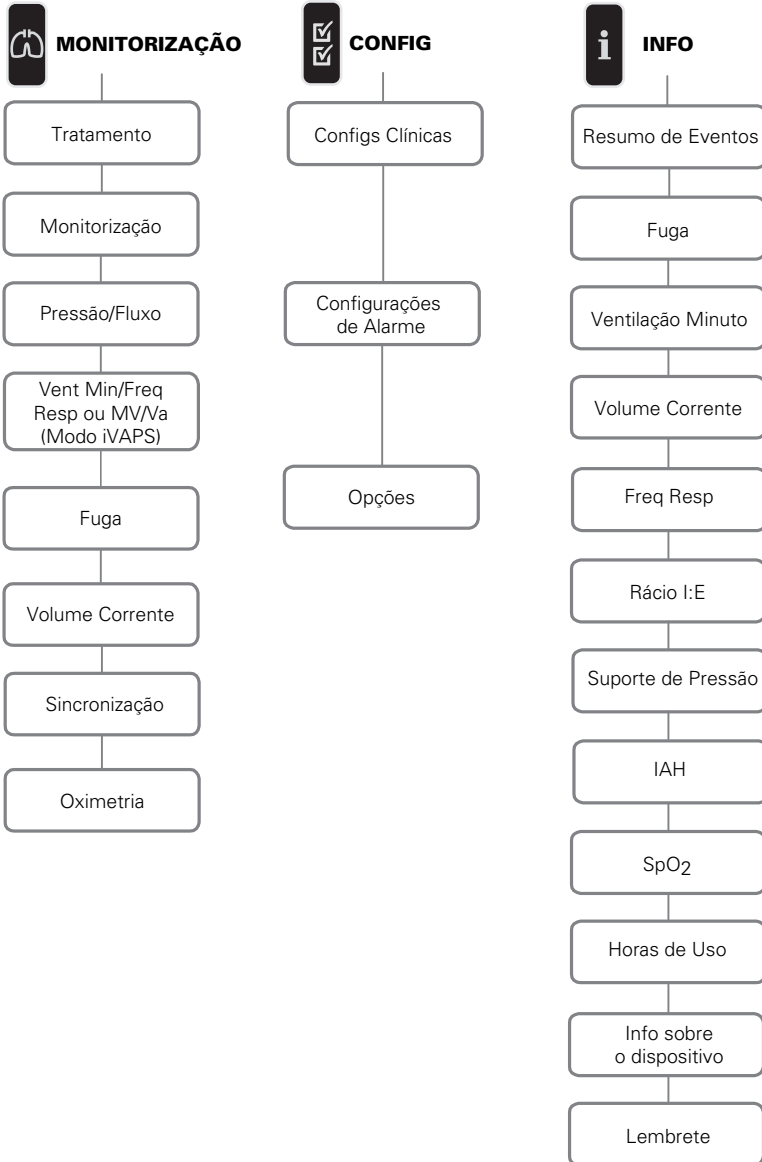 MONITORIZAÇÃO
Tratamento
Monitorização
Pressão/Fluxo
Vent Min/Freq
Resp ou MV/Va
(Modo iVAPS)
Fuga
Volume Corrente
Sincronização
Oximetria
CONFIG
Configs Clínicas
Configurações
de Alarme
Opções
i
INFO
Resumo de Eventos
Fuga
Ventilação Minuto
Volume Corrente
Freq Resp
Rácio I:E
Suporte de Pressão
IAH
SpO2
Horas de Uso
Info sobre
o dispositivo
Lembrete